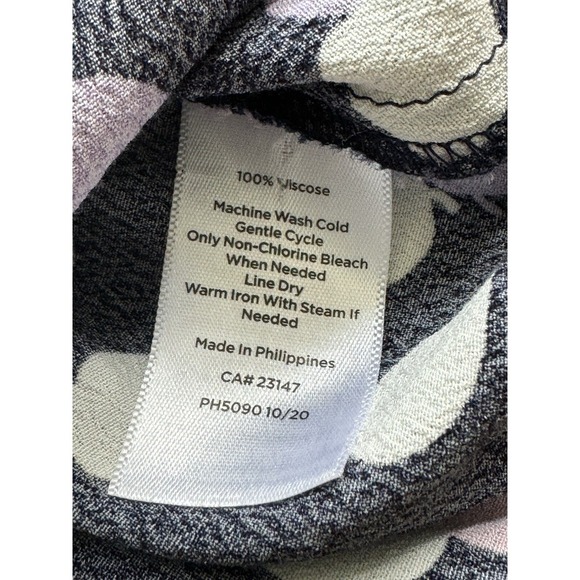 100% Viscose
Machine Wash Cold
Gentle Cycle
Only Non-Chlorine Bleach
When Needed
Line Dry
Warm Iron With Steam If
Needed
Made In Philippines
CA# 23147
PH5090 10/20